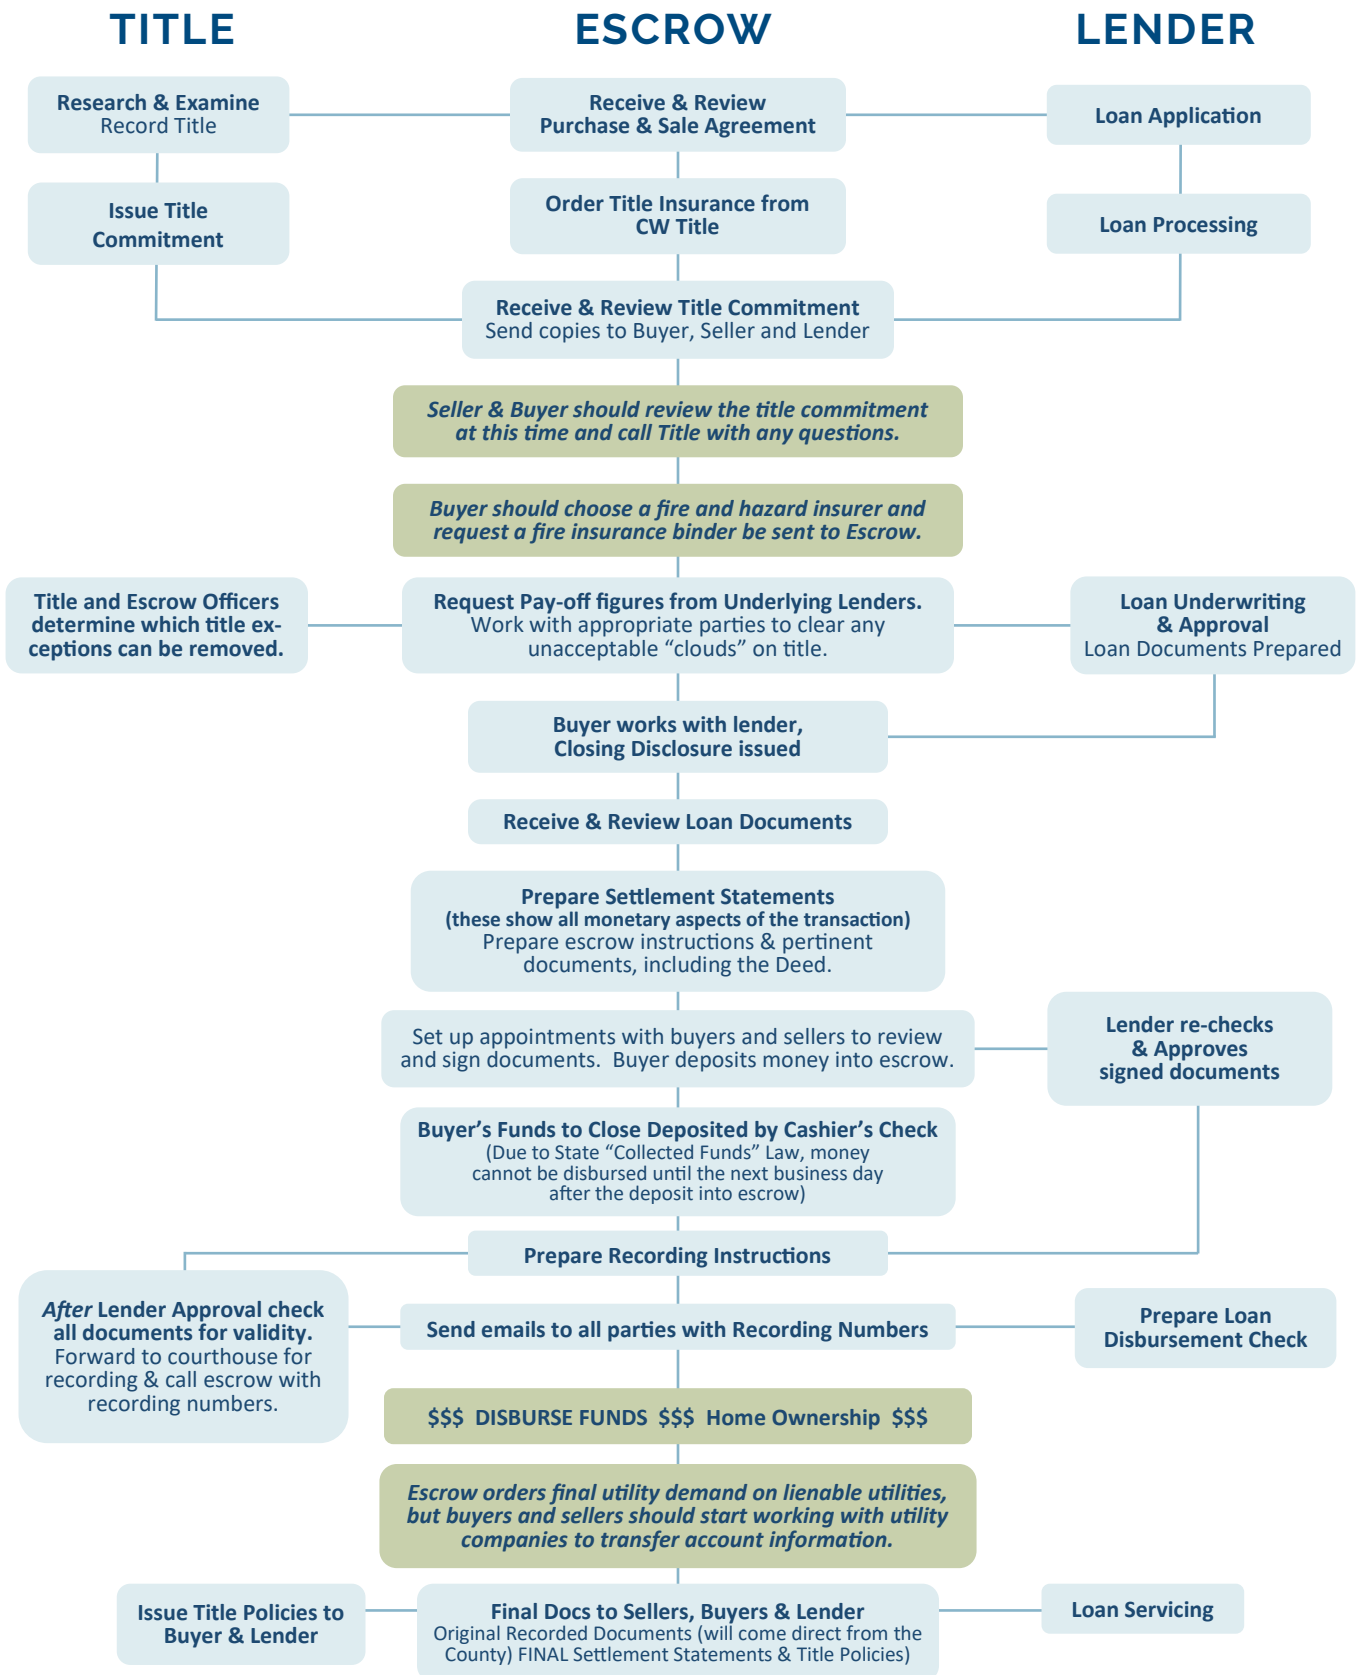 TITLE
ESCROW
LENDER
Research & Examine
Record Title
Receive & Review
Purchase & Sale Agreement
Loan Application
Issue Title
Commitment
Order Title Insurance from
CW Title
Loan Processing
Receive & Review Title Commitment
Send copies to Buyer, Seller and Lender
Seller & Buyer should review the title commitment
at this time and call Title with any questions.
Buyer should choose a fire and hazard insurer and
request a fire insurance binder be sent to Escrow.
Title and Escrow Officers
determine which title ex-
ceptions can be removed.
Request Pay-off figures from Underlying Lenders.
Work with appropriate parties to clear any
unacceptable “clouds” on title.
Loan Underwriting
& Approval
Loan Documents Prepared
Buyer works with lender,
Closing Disclosure issued
Receive & Review Loan Documents
Prepare Settlement Statements
(these show all monetary aspects of the transaction)
Prepare escrow instructions & pertinent
documents, including the Deed.
Set up appointments with buyers and sellers to review
and sign documents.  Buyer deposits money into escrow.
Lender re-checks
& Approves
signed documents
Buyer’s Funds to Close Deposited by Cashier’s Check
(Due to State “Collected Funds” Law, money
cannot be disbursed until the next business day
after the deposit into escrow)
Prepare Recording Instructions
After Lender Approval check
all documents for validity.
Forward to courthouse for
recording & call escrow with
recording numbers.
Send emails to all parties with Recording Numbers
Prepare Loan
Disbursement Check
$$$  DISBURSE FUNDS  $$$  Home Ownership  $$$
Escrow orders final utility demand on lienable utilities,
but buyers and sellers should start working with utility
companies to transfer account information.
Issue Title Policies to
Buyer & Lender
Final Docs to Sellers, Buyers & Lender
Original Recorded Documents (will come direct from the
County) FINAL Settlement Statements & Title Policies)
Loan Servicing